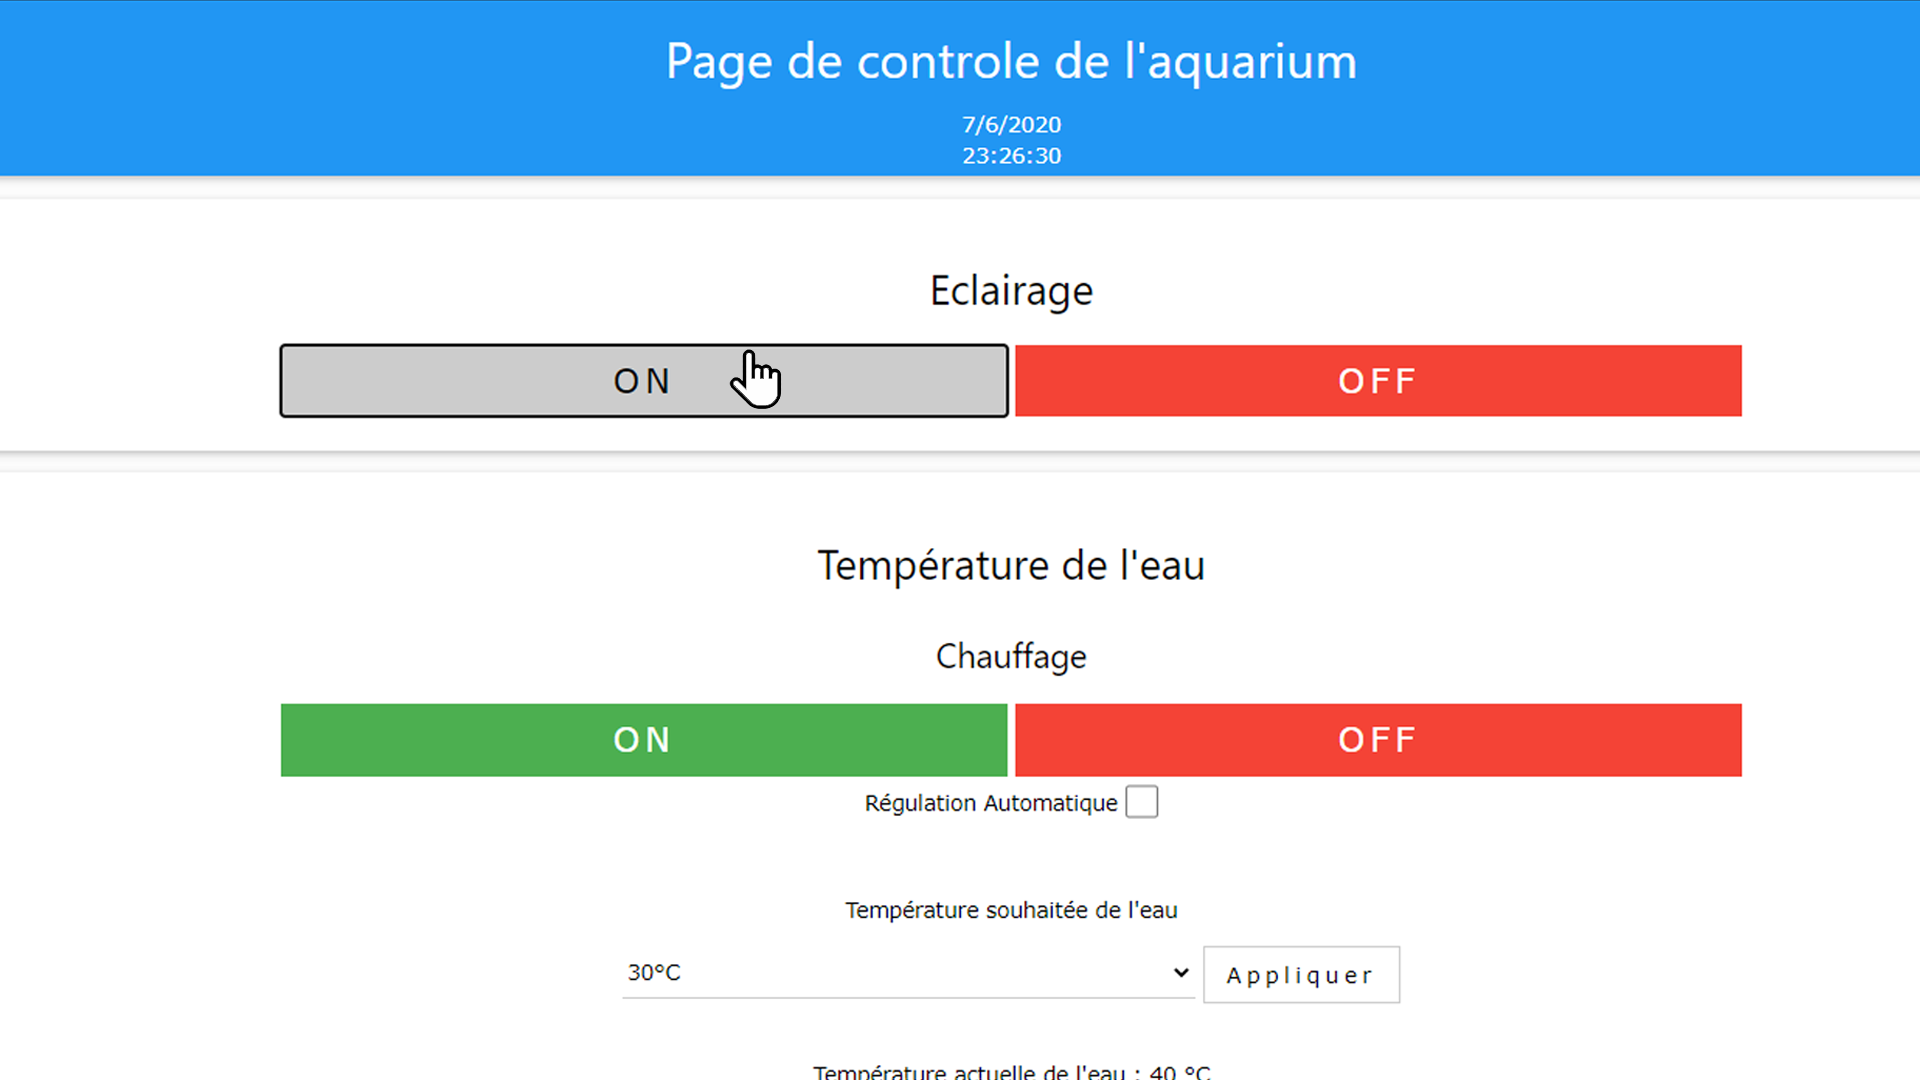 Page de controle de l'aquarium
7/6/2020
23:26:30
Eclairage
ON OFF
Température de l'eau
Chauffage
ON OFF
Régulation Automatique
Température souhaitée de l'eau
30°C Appliquer
Température actuelle de l'eau : 40 °C